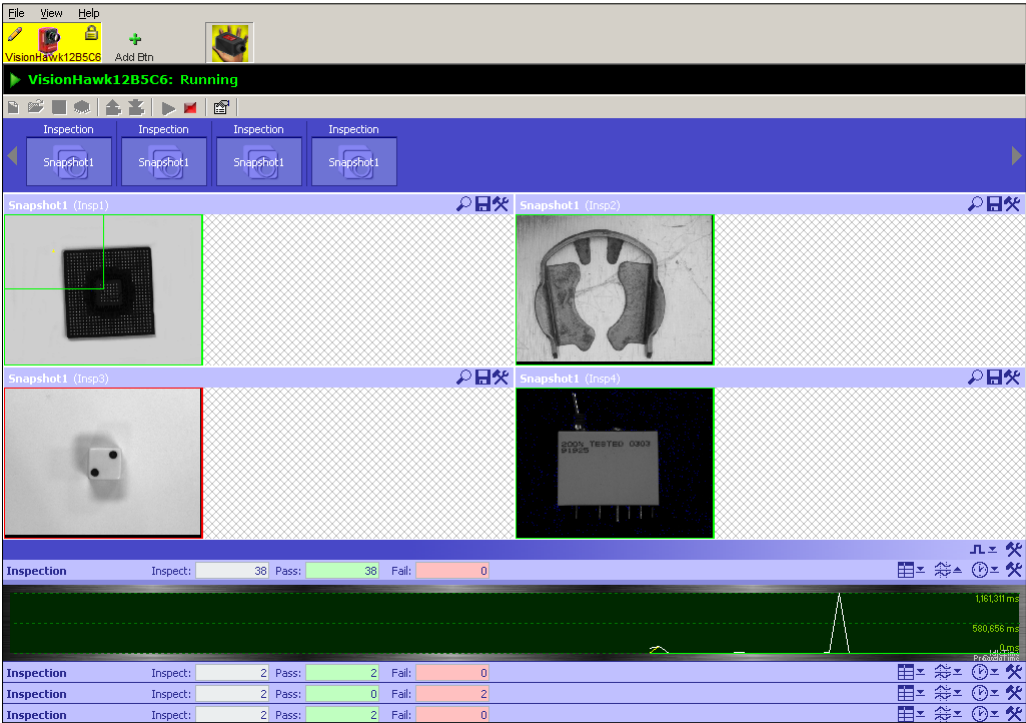 File View Help
VisionHawk12B5C6 Add Btn
VisionHawk12B5C6: Running
Inspection Inspection Inspection Inspection
Snapshot1 Snapshot1 Snapshot1 Snapshot1
Snapshot1 (Insp1) Snapshot1 (Insp2)
Snapshot1 (Insp3) Snapshot1 (Insp4)
200% TESTED 0303
01025
Inspection Inspect: 38 Pass: 38 Fail: 0
1,161,311 ms
580,656 ms
0 ms
Inspection Inspect: 2 Pass: 2 Fail: 0
Inspection Inspect: 2 Pass: 0 Fail: 2
Inspection Inspect: 2 Pass: 2 Fail: 0